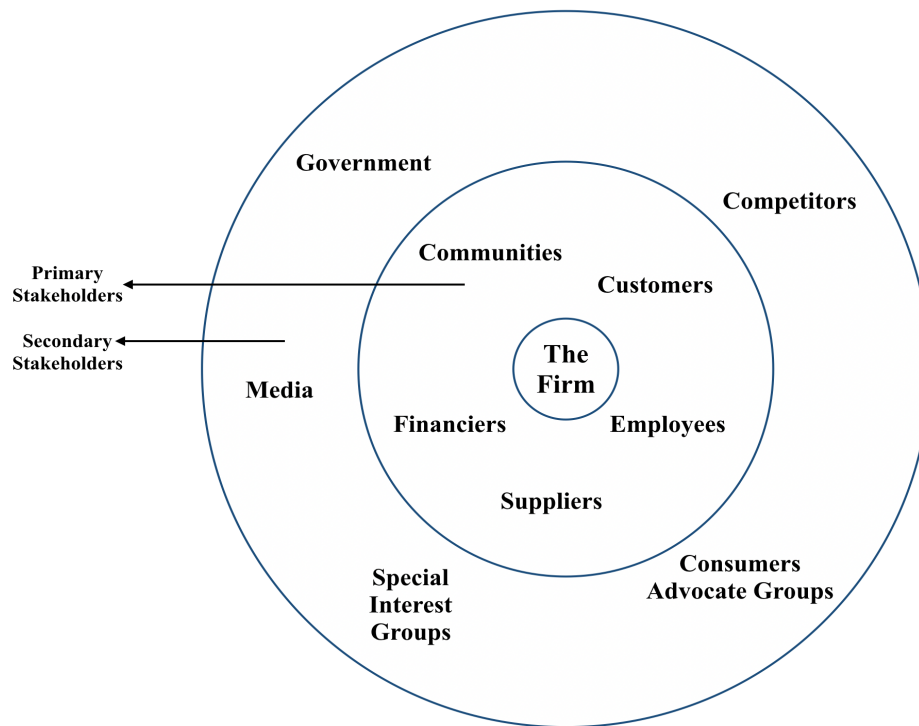 Government
Competitors
Communities
Primary
Stakeholders
Customers
Secondary
Stakeholders
The
Firm
Media
Financiers
Employees
Suppliers
Consumers
Advocate Groups
Special
Interest
Groups